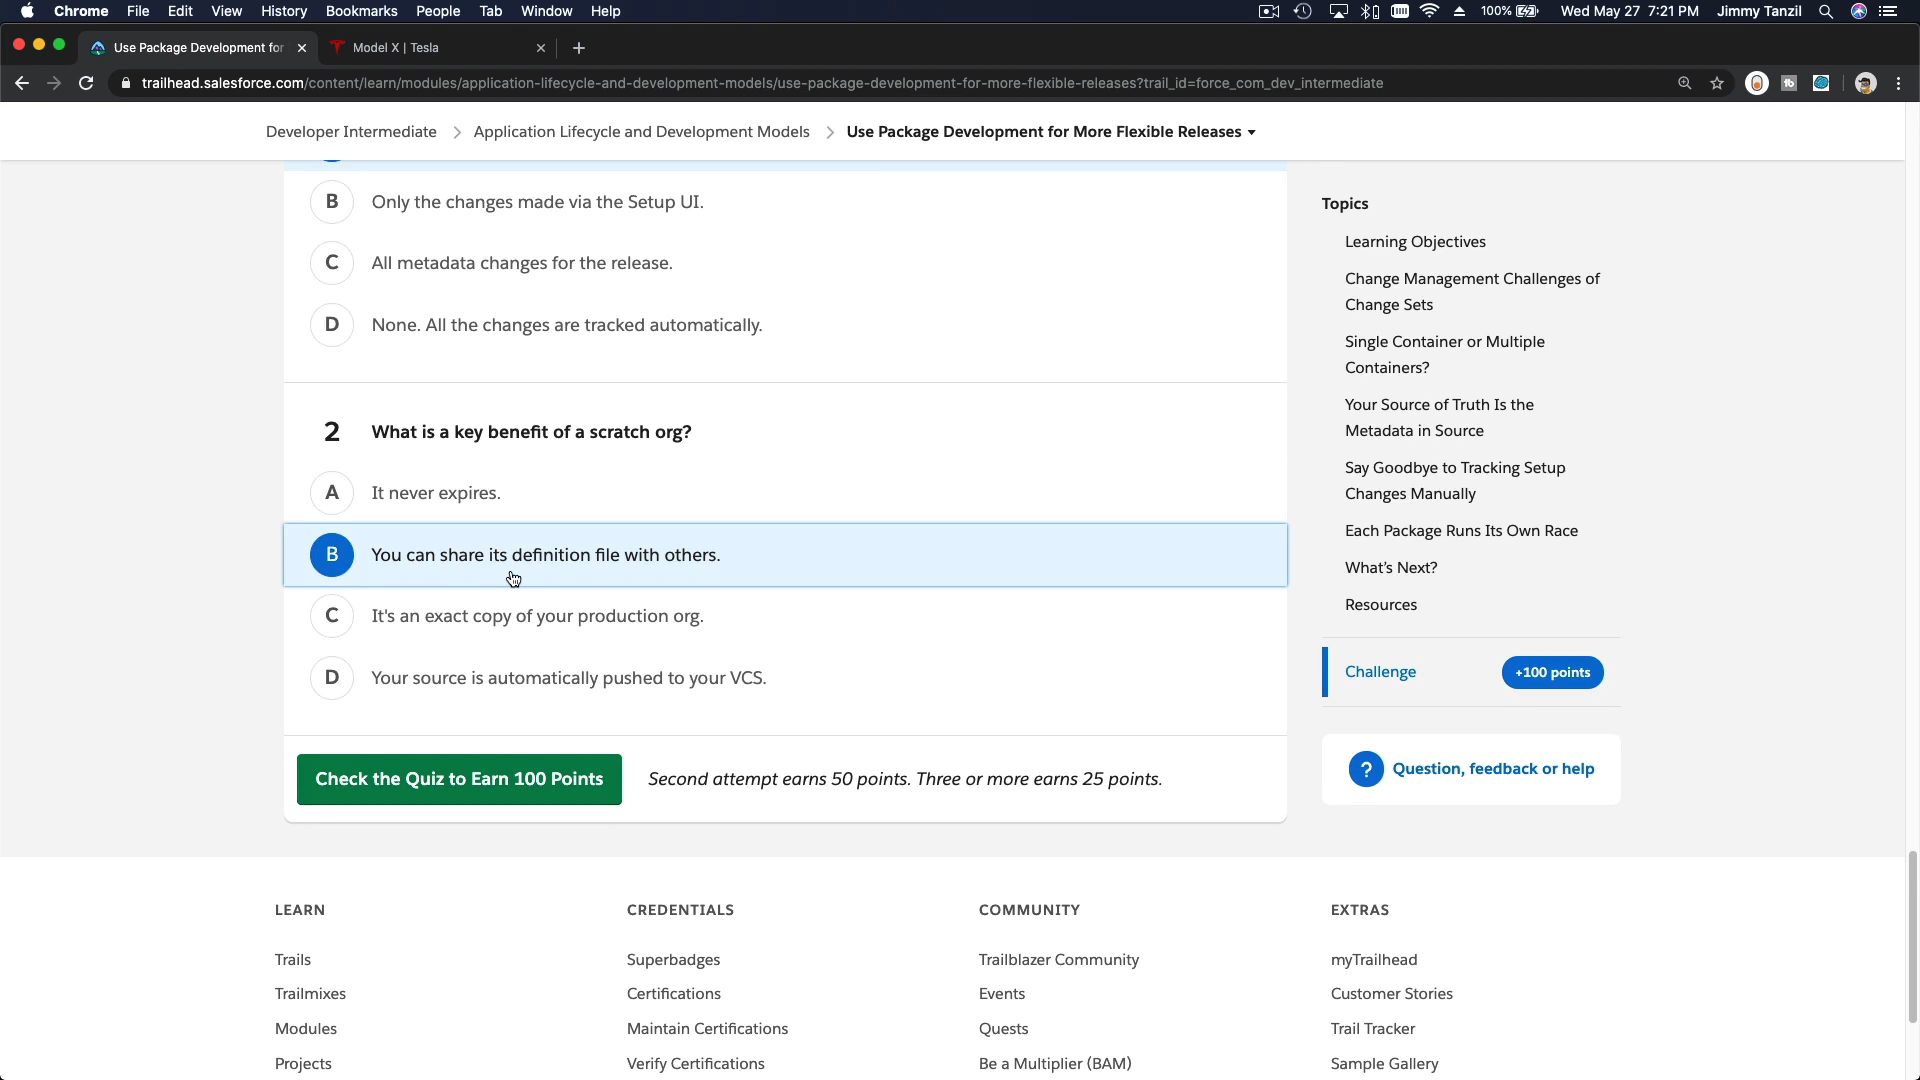 Chrome File Edit View History Bookmarks People Tab Window Help 100% Wed May 27 7:21 PM Jimmy Tanzil
Use Package Development for Model X | Tesla
trailhead.salesforce.com/content/learn/modules/application-lifecycle-and-development-models/use-package-development-for-more-flexible-releases?trail_id=force_com_dev_intermediate
Developer Intermediate Application Lifecycle and Development Models Use Package Development for More Flexible Releases
B Only the changes made via the Setup UI.
C All metadata changes for the release.
D None. All the changes are tracked automatically.
2 What is a key benefit of a scratch org?
A It never expires.
B You can share its definition file with others.
C It's an exact copy of your production org.
D Your source is automatically pushed to your VCS.
Check the Quiz to Earn 100 Points Second attempt earns 50 points. Three or more earns 25 points.
Topics
Learning Objectives
Change Management Challenges of
Change Sets
Single Container or Multiple
Containers?
Your Source of Truth Is the
Metadata in Source
Say Goodbye to Tracking Setup
Changes Manually
Each Package Runs Its Own Race
What's Next?
Resources
Challenge +100 points
? Question, feedback or help
LEARN
Trails
Trailmixes
Modules
Projects
CREDENTIALS
Superbadges
Certifications
Maintain Certifications
Verify Certifications
COMMUNITY
Trailblazer Community
Events
Quests
Be a Multiplier (BAM)
EXTRAS
myTrailhead
Customer Stories
Trail Tracker
Sample Gallery